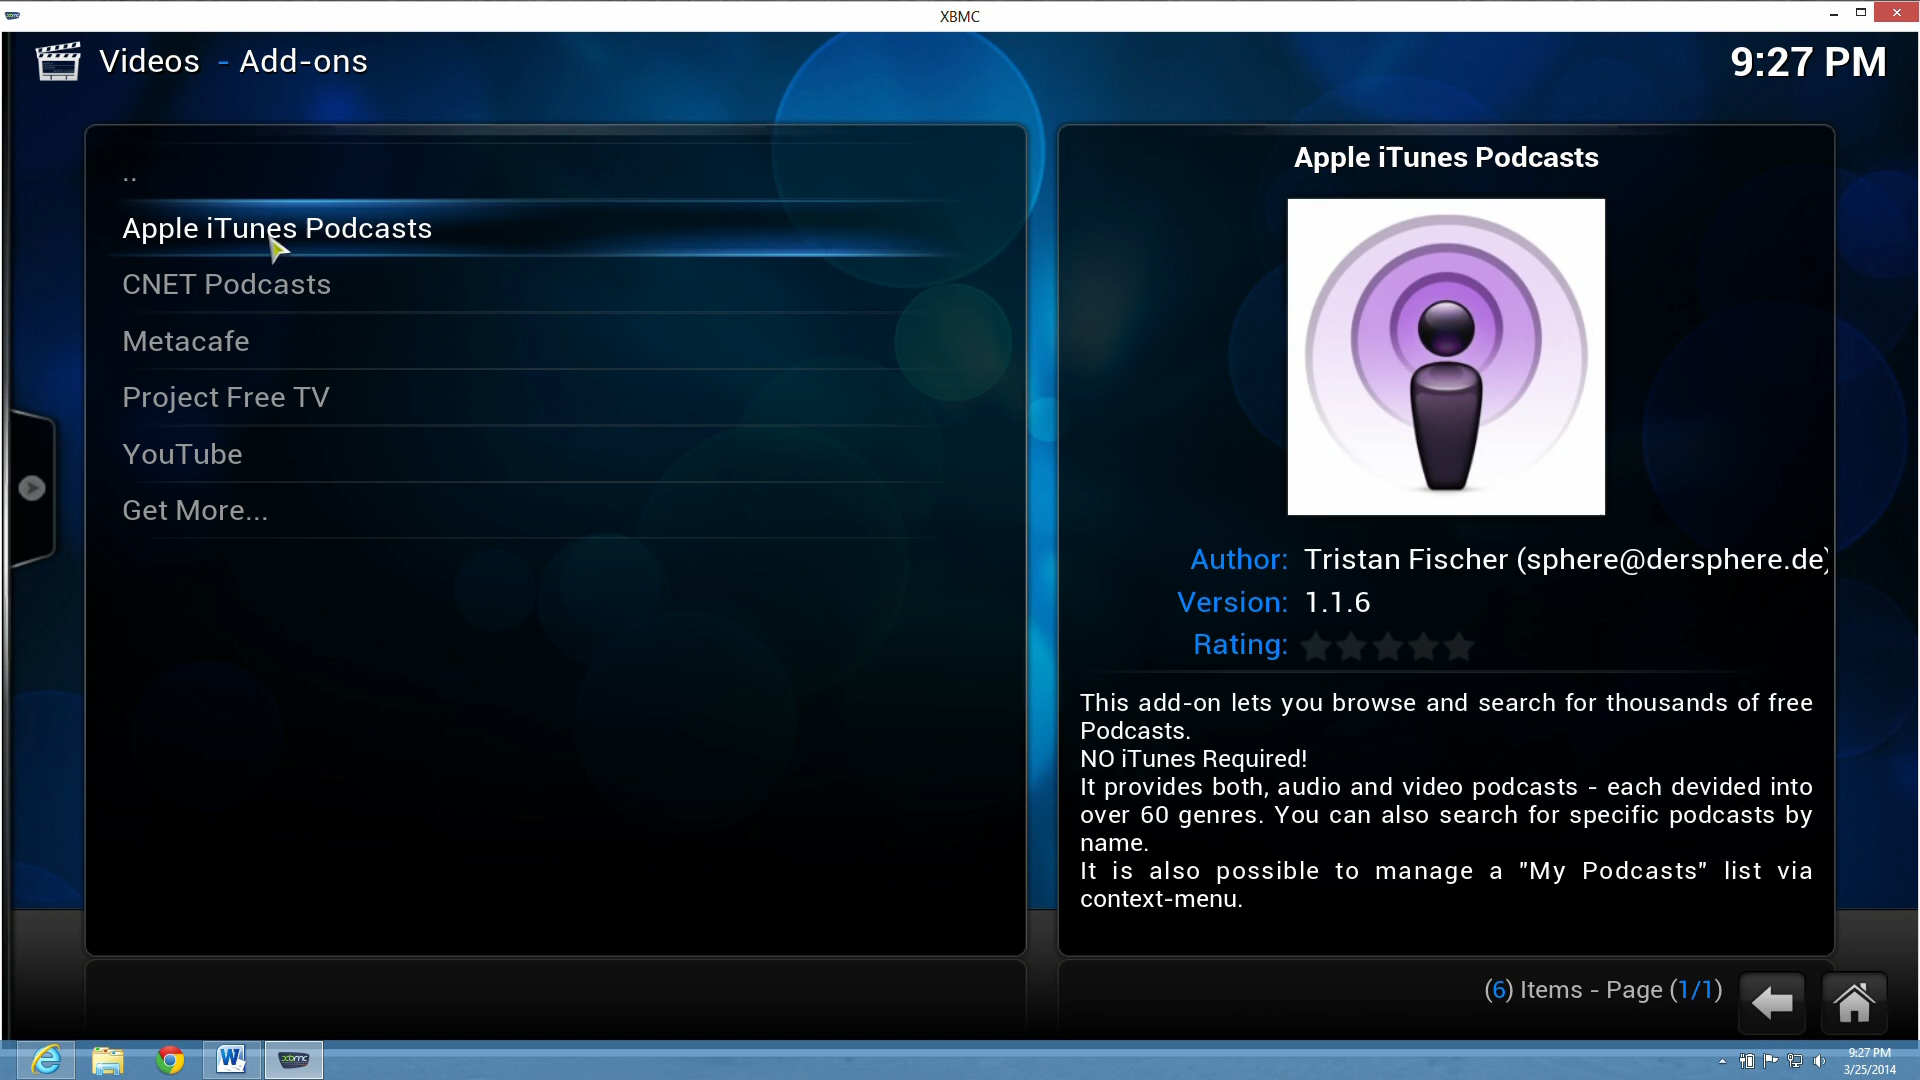 XBMC
Videos - Add-ons
9:27 PM
..
Apple iTunes Podcasts
CNET Podcasts
Metacafe
Project Free TV
YouTube
Get More...
Apple iTunes Podcasts
Author: Tristan Fischer (sphere@dersphere.de)
Version: 1.1.6
Rating:
This add-on lets you browse and search for thousands of free
Podcasts.
NO iTunes Required!
It provides both, audio and video podcasts - each devided into
over 60 genres. You can also search for specific podcasts by
name.
It is also possible to manage a "My Podcasts" list via
context-menu.
(6) Items - Page (1/1)
xbmc
9:27 PM
3/25/2014